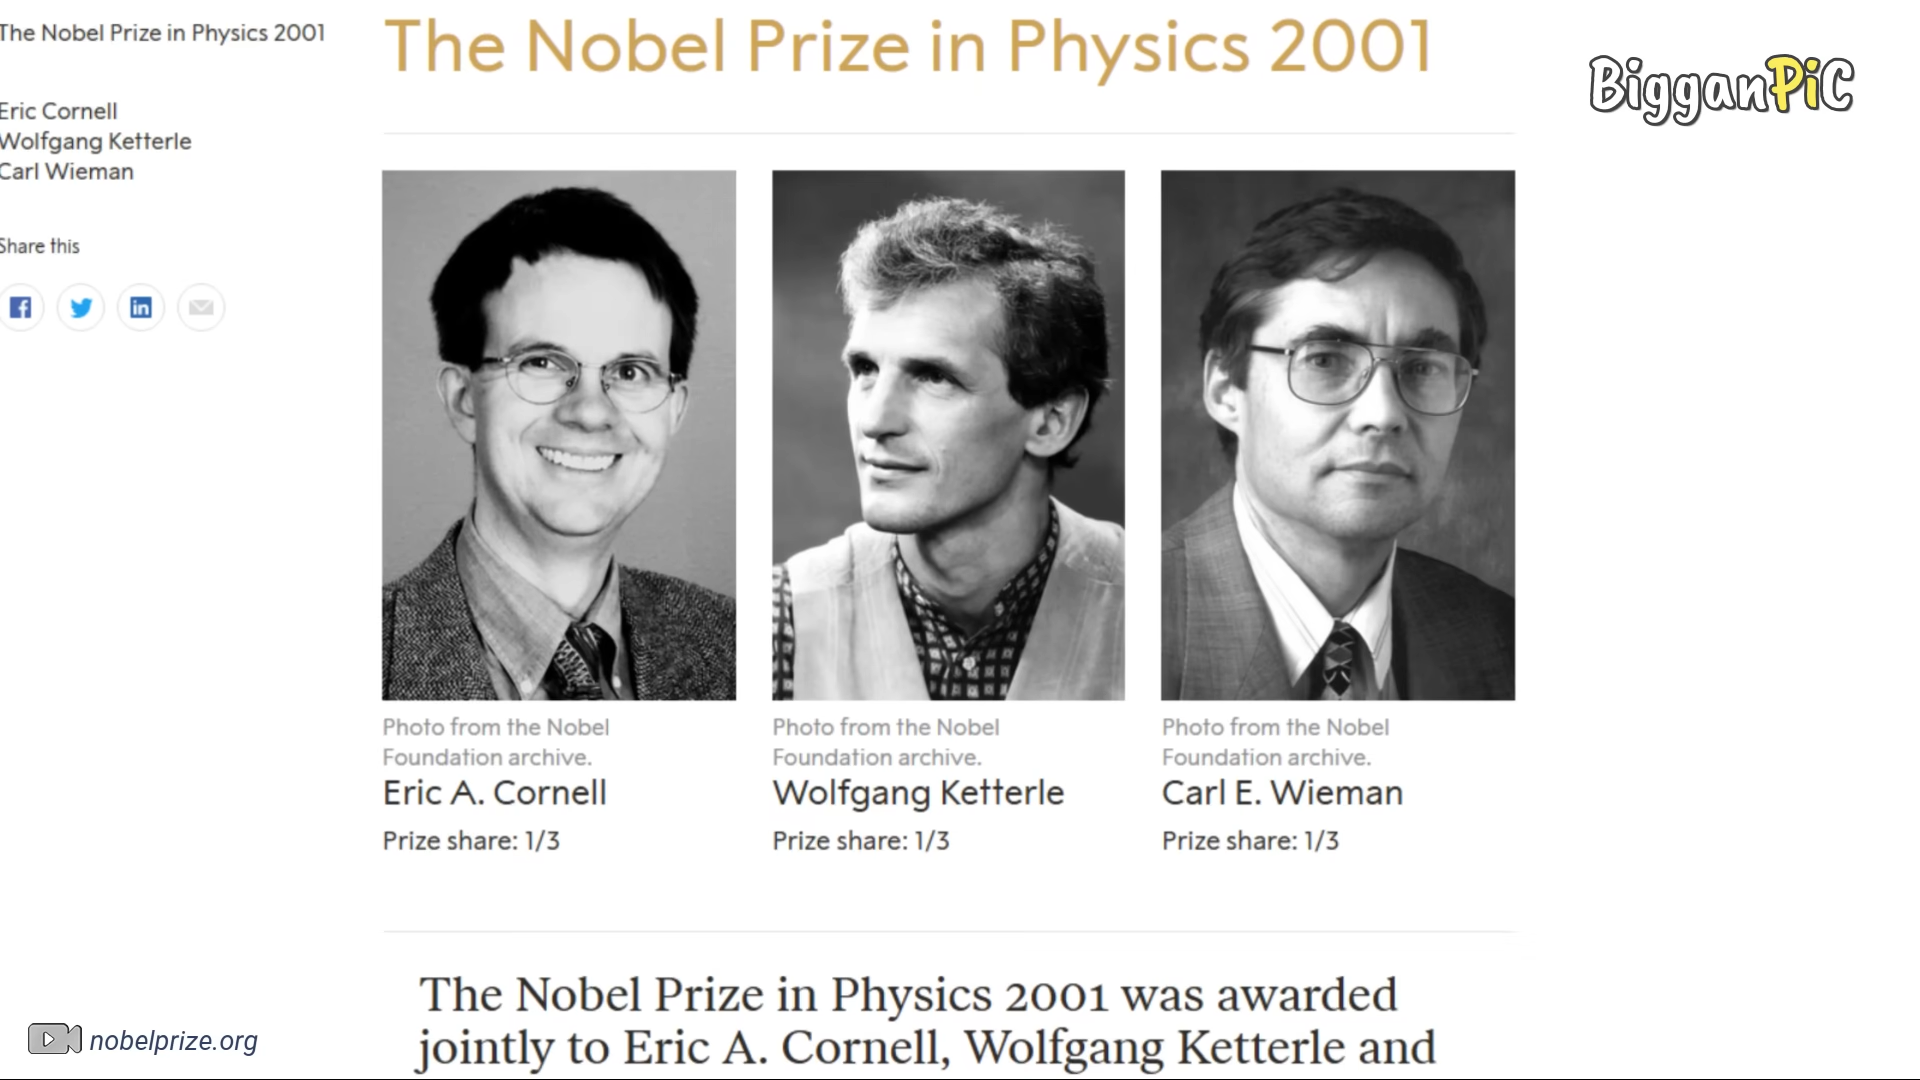 The Nobel Prize in Physics 2001
Eric Cornell
Wolfgang Ketterle
Carl Wieman
Share this
The Nobel Prize in Physics 2001
BigganPiC
Photo from the Nobel
Foundation archive.
Eric A. Cornell
Prize share: 1/3
Photo from the Nobel
Foundation archive.
Wolfgang Ketterle
Prize share: 1/3
Photo from the Nobel
Foundation archive.
Carl E. Wieman
Prize share: 1/3
The Nobel Prize in Physics 2001 was awarded
jointly to Eric A. Cornell, Wolfgang Ketterle and
nobelprize.org